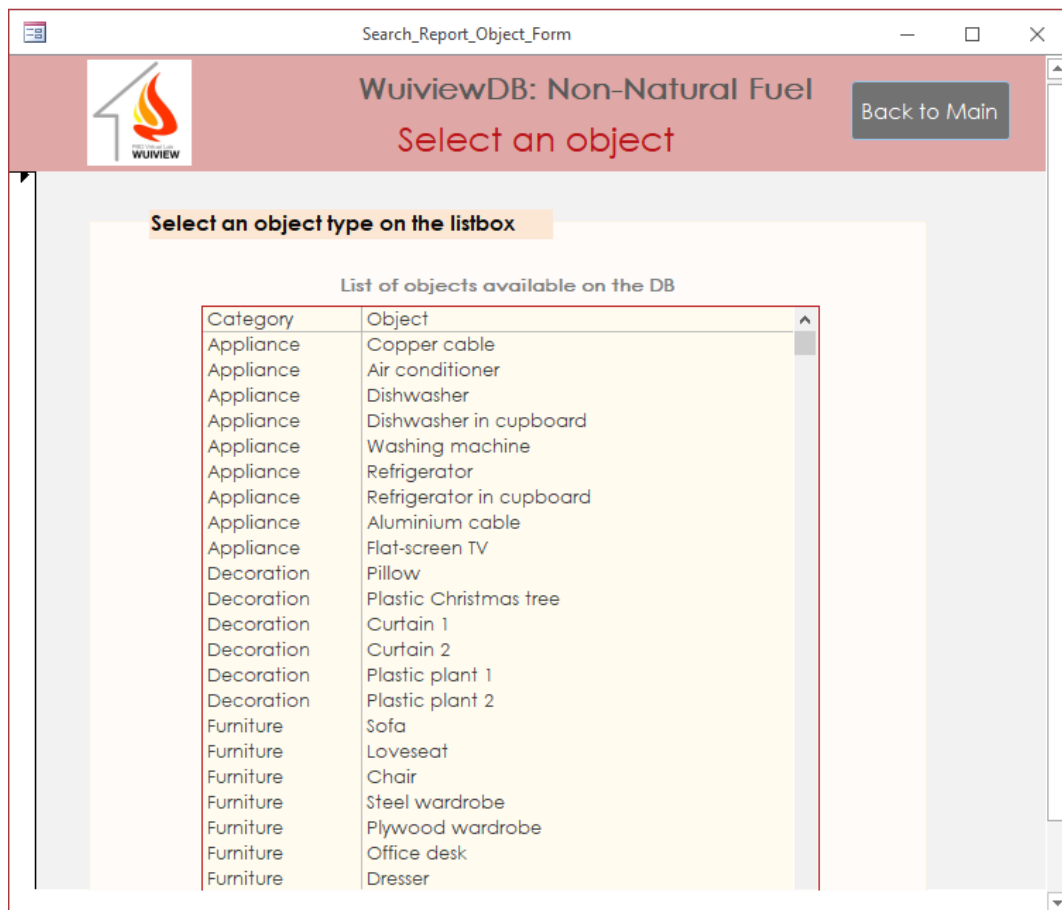 Search_Report_Object_Form
WuiviewDB: Non-Natural Fuel
Back to Main
Select an object
WUIVIEW
Select an object type on the listbox
List of objects available on the DB
Category Object
Appliance Copper cable
Appliance Air conditioner
Appliance Dishwasher
Appliance Dishwasher in cupboard
Appliance Washing machine
Appliance Refrigerator
Appliance Refrigerator in cupboard
Appliance Aluminium cable
Appliance Flat-screen TV
Decoration Pillow
Decoration Plastic Christmas tree
Decoration Curtain 1
Decoration Curtain 2
Decoration Plastic plant 1
Decoration Plastic plant 2
Furniture Sofa
Furniture Loveseat
Furniture Chair
Furniture Steel wardrobe
Furniture Plywood wardrobe
Furniture Office desk
Furniture Dresser